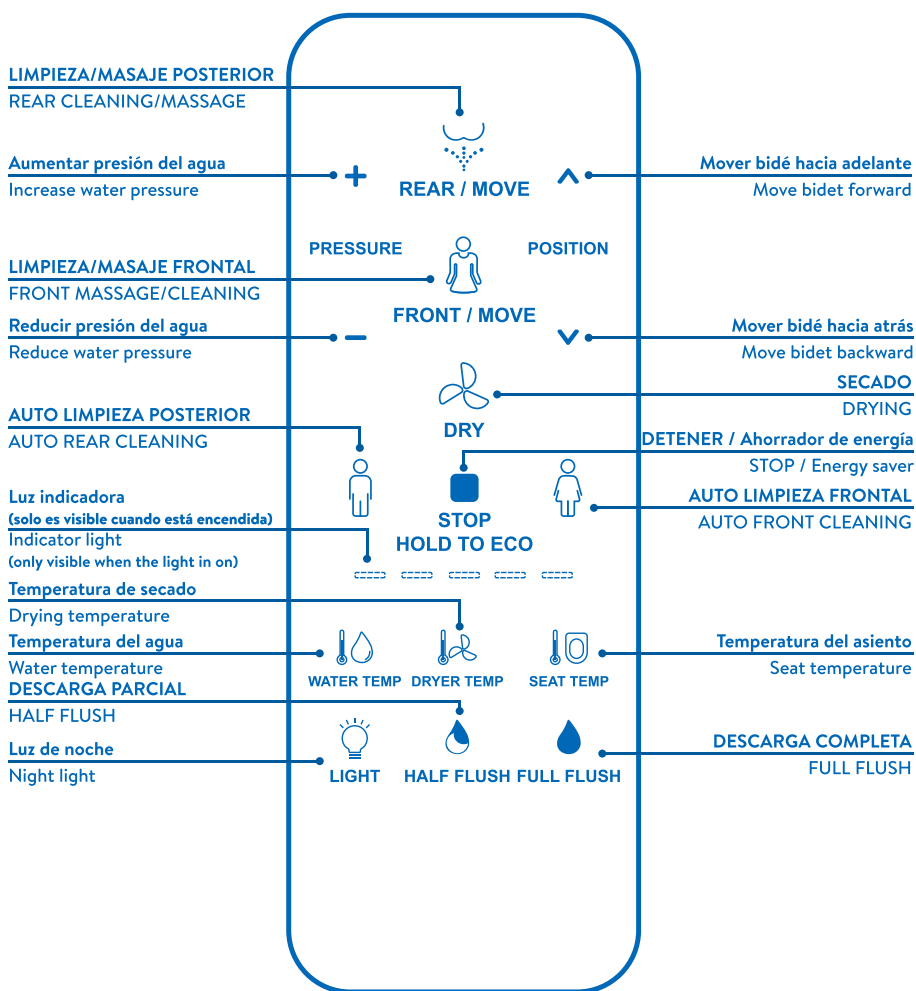 LIMPIEZA/MASAJE POSTERIOR
REAR CLEANING/MASSAGE
Aumentar presión del agua
Increase water pressure
REAR / MOVE
Mover bidé hacia adelante
Move bidet forward
PRESSURE
POSITION
LIMPIEZA/MASAJE FRONTAL
FRONT MASSAGE/CLEANING
FRONT / MOVE
Reducir presión del agua
Reduce water pressure
Mover bidé hacia atrás
Move bidet backward
SECADO
DRYING
DRY
AUTO LIMPIEZA POSTERIOR
AUTO REAR CLEANING
DETENER / Ahorrador de energía
STOP / Energy saver
AUTO LIMPIEZA FRONTAL
AUTO FRONT CLEANING
STOP
HOLD TO ECO
Luz indicadora
(solo es visible cuando está encendida)
Indicator light
(only visible when the light in on)
Temperatura de secado
Drying temperature
Temperatura del agua
Water temperature
Temperatura del asiento
Seat temperature
WATER TEMP
DRYER TEMP
SEAT TEMP
DESCARGA PARCIAL
HALF FLUSH
Luz de noche
Night light
DESCARGA COMPLETA
FULL FLUSH
LIGHT
HALF FLUSH
FULL FLUSH